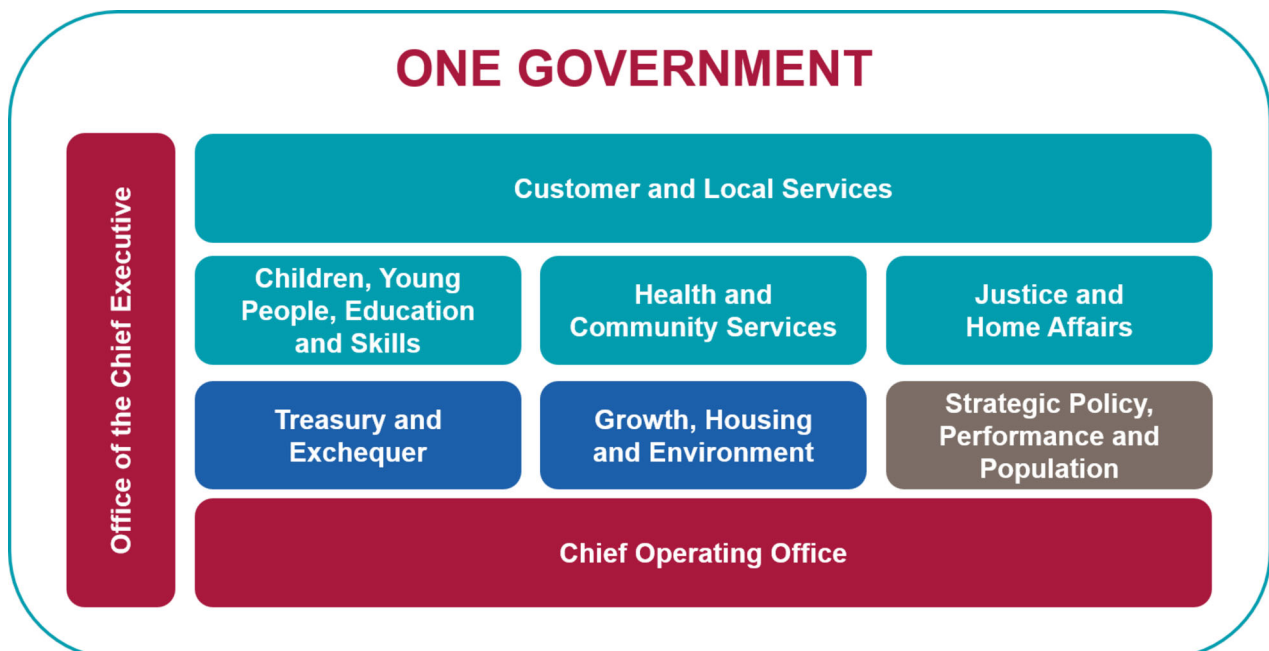 ONE GOVERNMENT
Office of the Chief Executive
Customer and Local Services
Children, Young
People, Education
and Skills
Health and
Community Services
Justice and
Home Affairs
Treasury and
Exchequer
Growth, Housing
and Environment
Strategic Policy,
Performance and
Population
Chief Operating Office